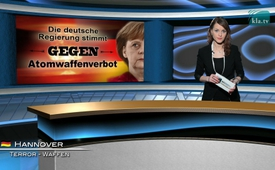 kla.tv
Die deutsche
Regierung stimmt
GEGEN
Atomwaffenverbot
HANNOVER
TERROR - WAFFEN